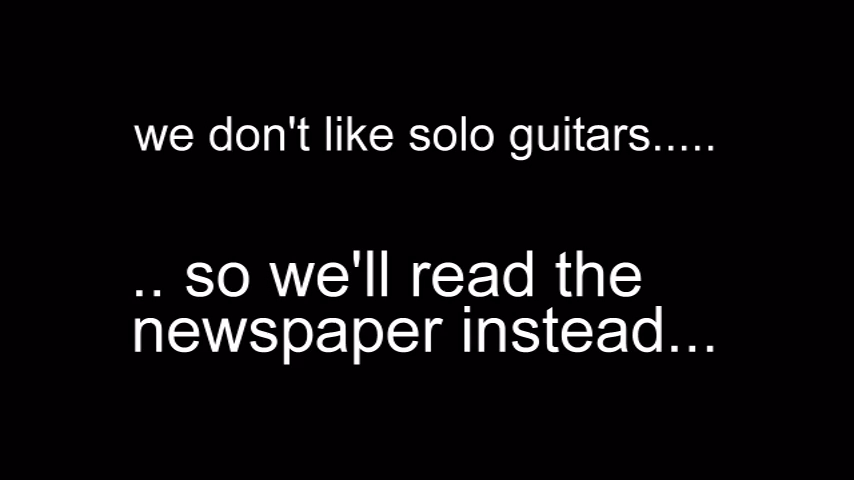 we don't like solo guitars.....
.. so we'll read the
newspaper instead...